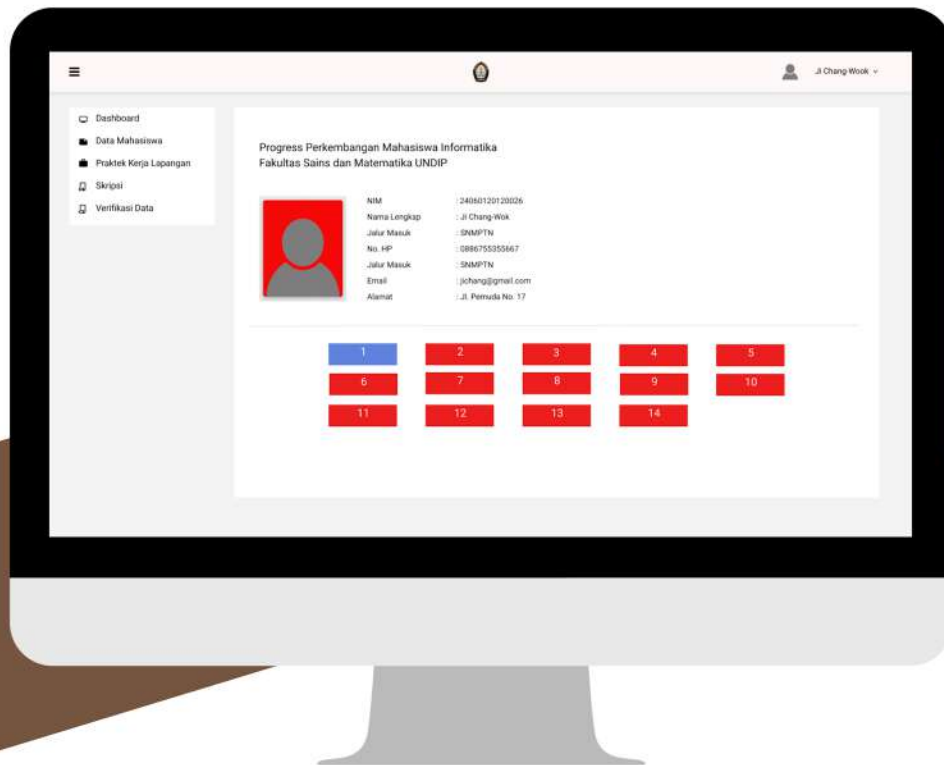 Ji Chang-Wook
Dashboard
Data Mahasiswa
Praktek Kerja Lapangan
Skripsi
Verifikasi Data
Progress Perkembangan Mahasiswa Informatika
Fakultas Sains dan Matematika UNDIP
NIM : 24060120120026
Nama Lengkap : Ji Chang-Wok
Jalur Masuk : SNMPTN
No. HP : 0886755355667
Jalur Masuk : SNMPTN
Email : jichang@gmail.com
Alamat : Jl. Pemuda No. 17
1 2 3 4 5
6 7 8 9 10
11 12 13 14